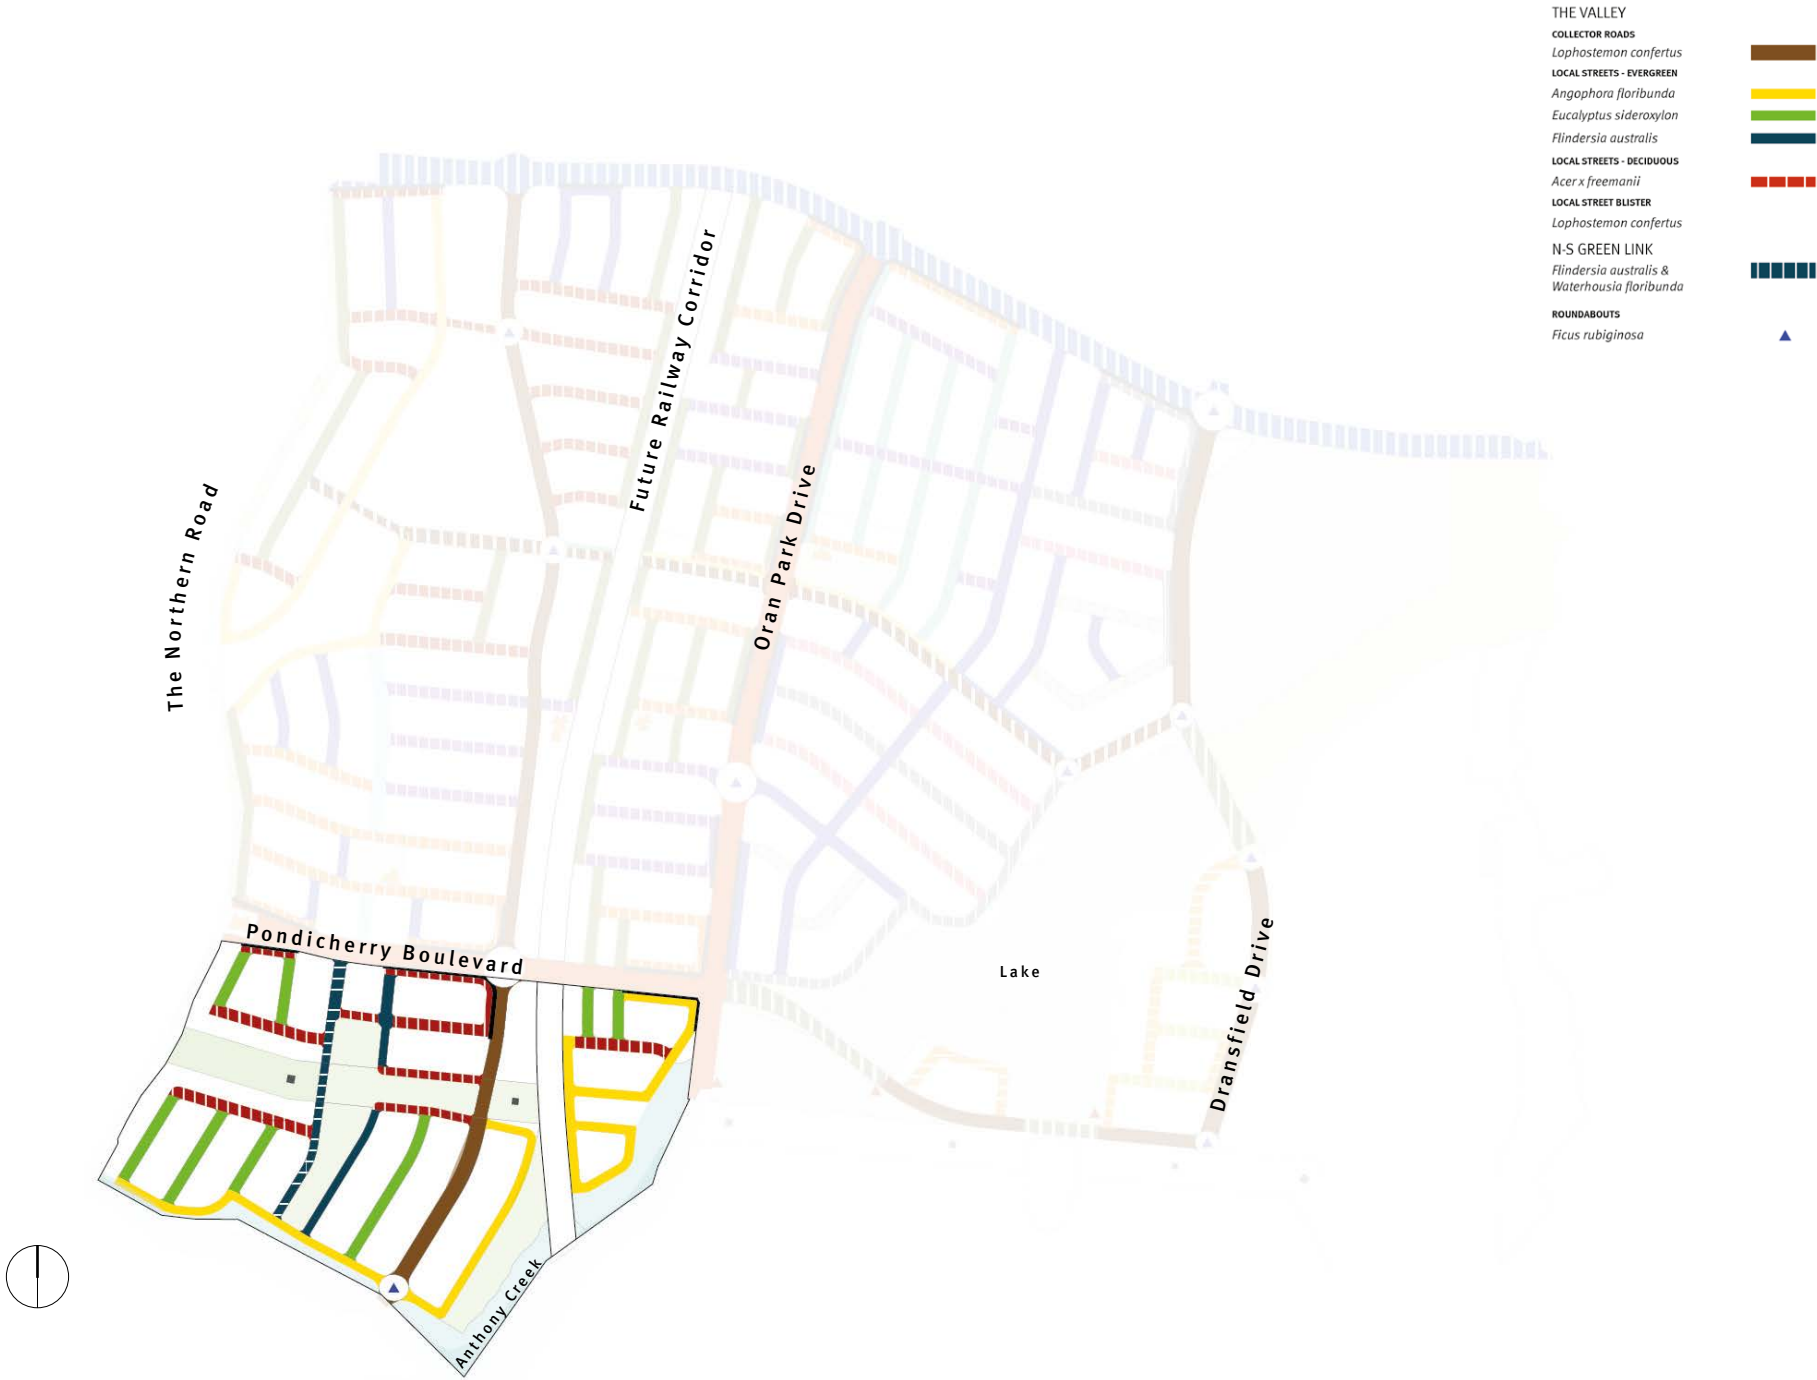 THE VALLEY
COLLECTOR ROADS
Lophostemon confertus
LOCAL STREETS - EVERGREEN
Angophora floribunda
Eucalyptus sideroxylon
Flindersia australis
LOCAL STREETS - DECIDUOUS
Acer x freemanii
LOCAL STREET BLISTER
Lophostemon confertus
N-S GREEN LINK
Flindersia australis &
Waterhousia floribunda
ROUNDABOUTS
Ficus rubiginosa
Future Railway Corridor
The Northern Road
Oran Park Drive
Pondicherry Boulevard
Lake
Dransfield Drive
Anthony Creek